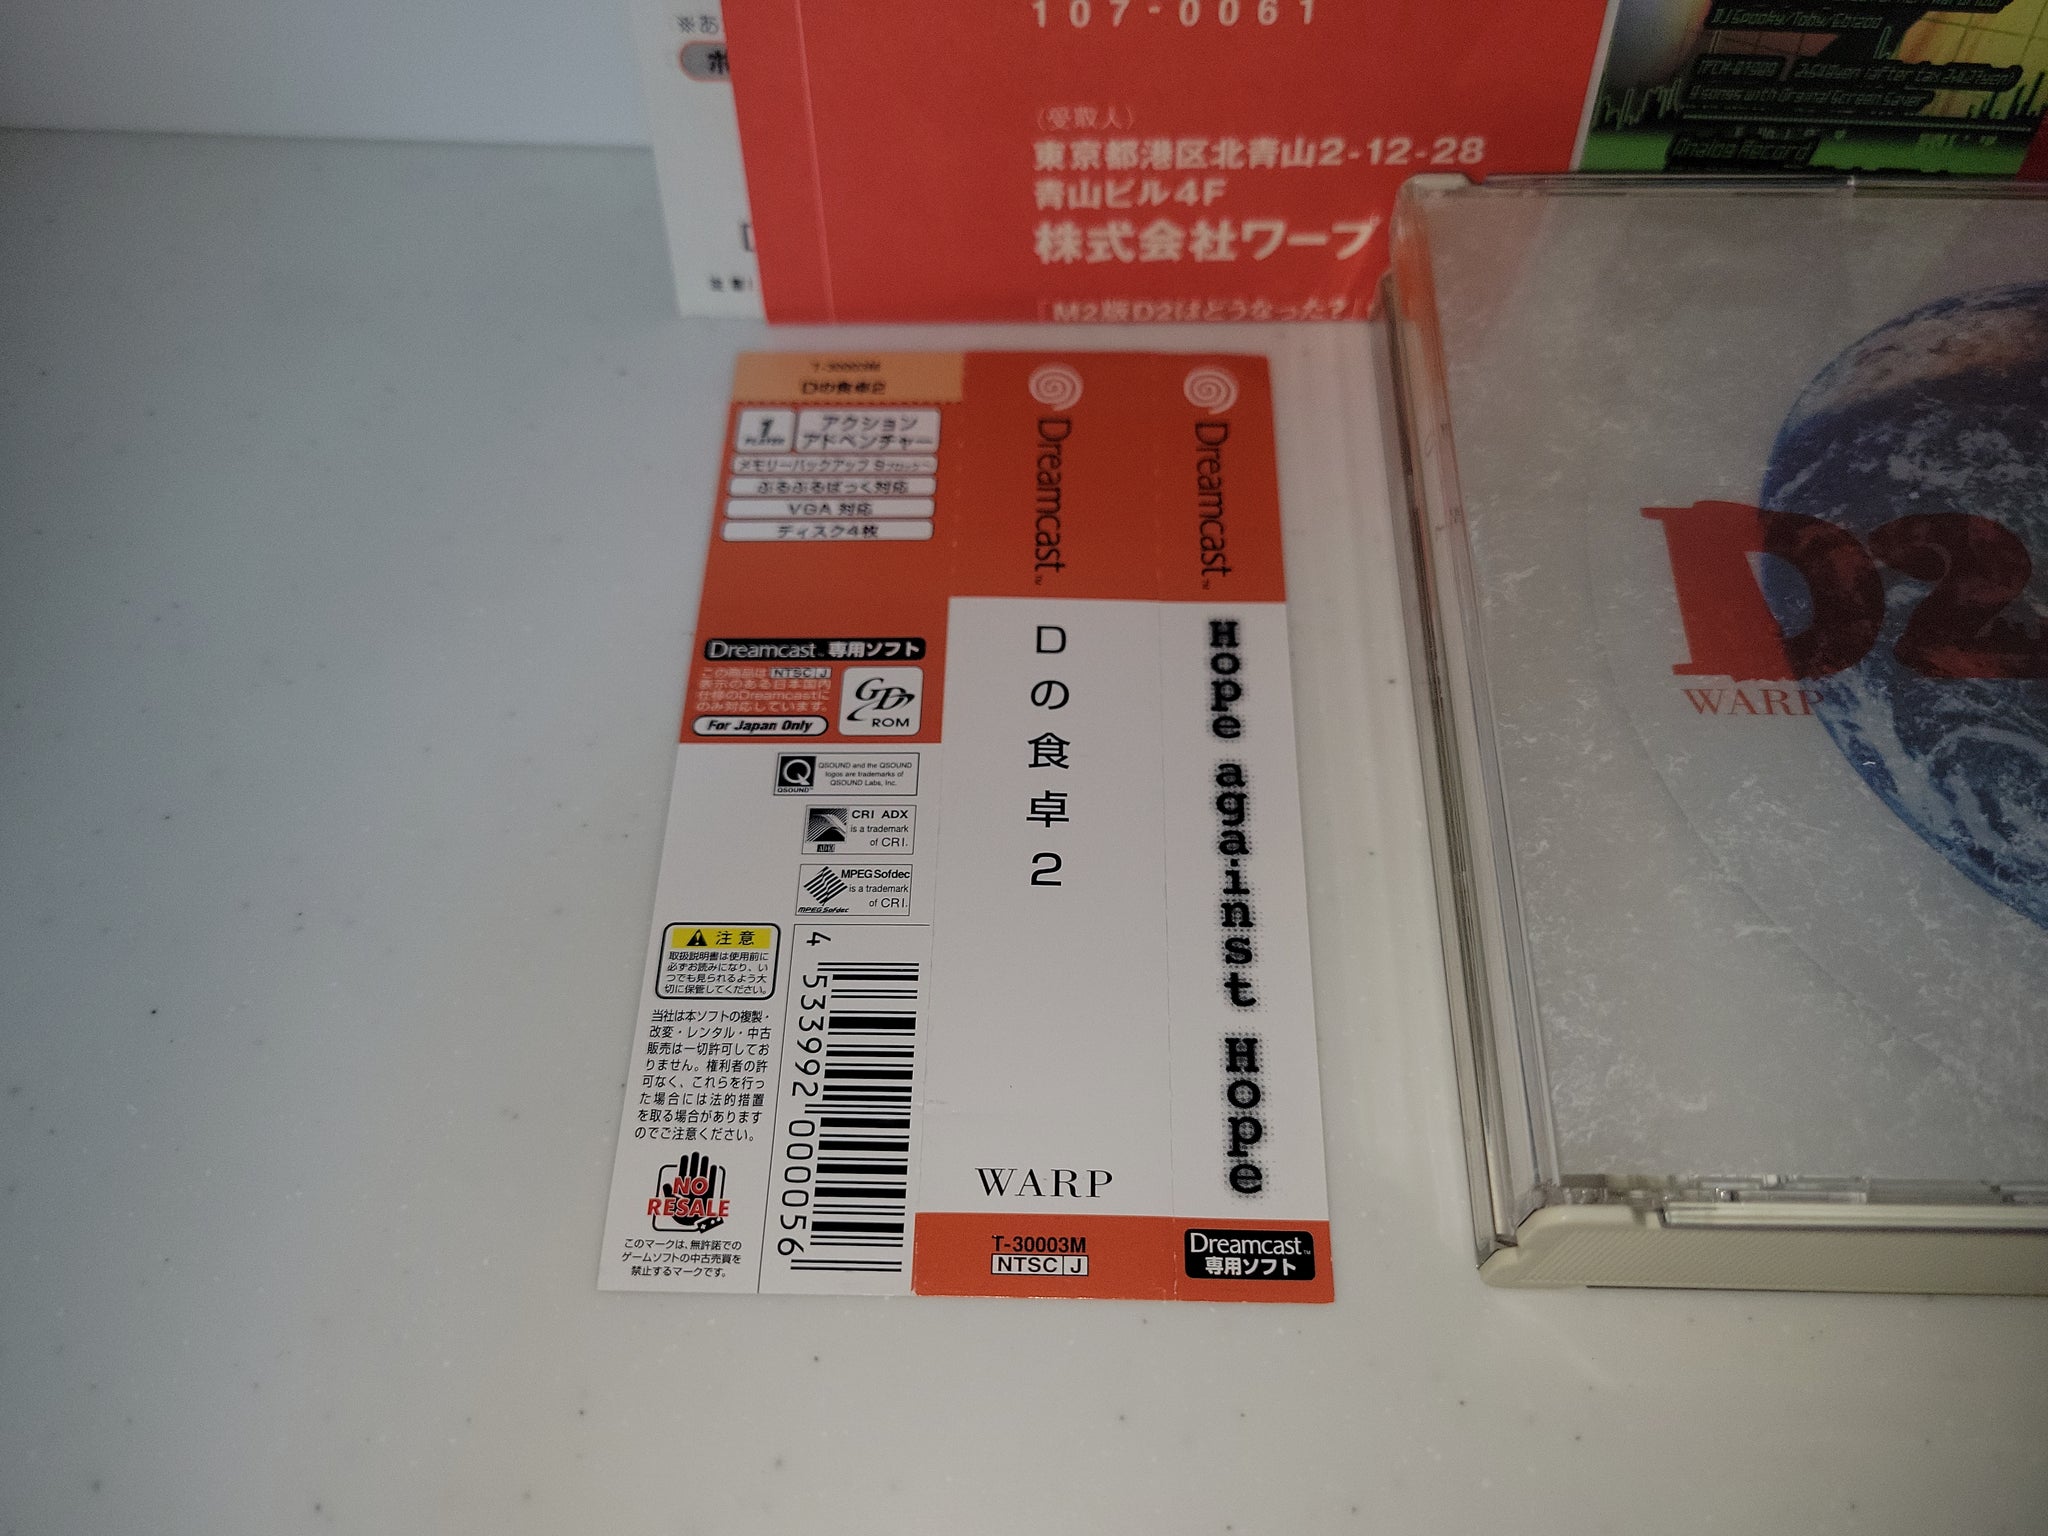 ※あ
107-0061
(受取人)
東京都港区北青山2-12-28
青山ビル4F
株式会社ワープ
「M2版D2はどうなった?」
DJ Spooky/Toby/Co2oo
Analog Record
T-30003M
Dの食卓2
1
PLAYER
アクション
アドベンチャー
メモリーバックアップ
ぷるぷるぱっく対応
VGA 対応
ディスク4枚
Dreamcast™ 専用ソフト
この商品は NTSC J
表示のある日本国内
仕様のDreamcastに
のみ対応しています。
For Japan Only
GD
ROM
QSOUND and the QSOUND
logos are trademarks of
QSOUND Labs, Inc.
QSOUND™
CRI ADX
is a trademark
of CRI.
ADX
MPEG Sofdec
is a trademark
of CRI.
MPEG Sofdec
注意
取扱説明書は使用前に
必ずお読みになり、い
つでも見られるよう大
切に保管してください。
当社は本ソフトの複製・
改変・レンタル・中古
販売は一切許可してお
りません。権利者の許
可なく、これらを行っ
た場合には法的措置
を取る場合があります
のでご注意ください。
NO
RESALE
このマークは、無許諾での
ゲームソフトの中古売買を
禁止するマークです。
4 533992 000056
Dreamcast™
Dの食卓2
WARP
T-30003M
NTSC J
Dreamcast™
Hope against Hope
Dreamcast™
専用ソフト
D2
WARP